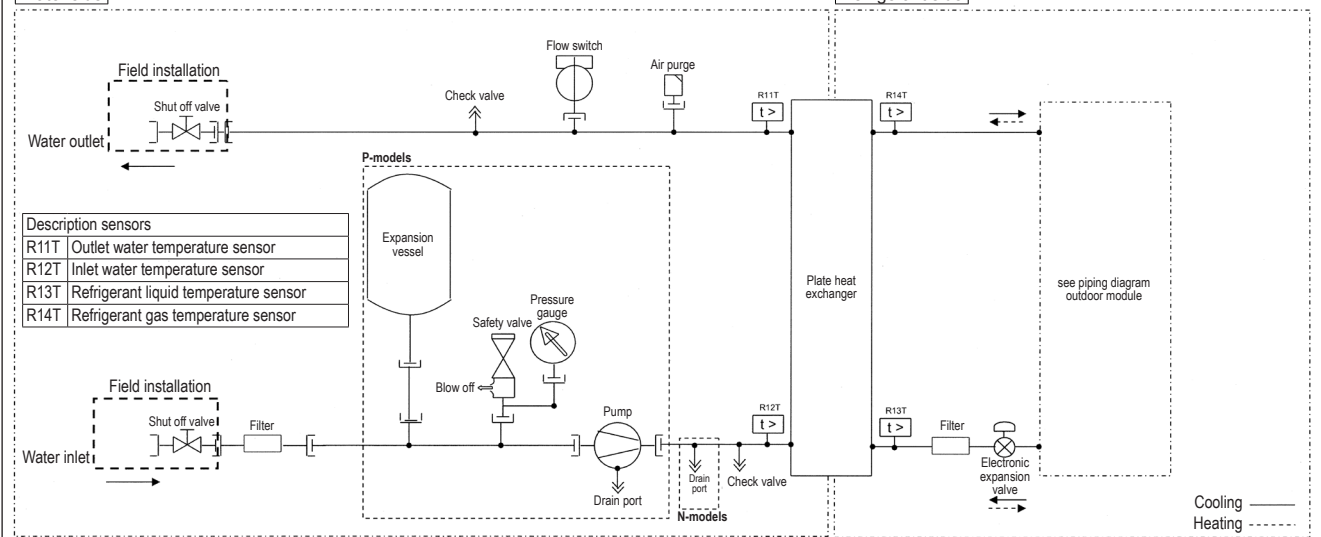 Flow switch
Air purge
Field installation
Shut off valve
Check valve
R11T
t >
R14T
t >
Water outlet
P-models
Description sensors
R11T Outlet water temperature sensor
R12T Inlet water temperature sensor
R13T Refrigerant liquid temperature sensor
R14T Refrigerant gas temperature sensor
Expansion
vessel
Plate heat
exchanger
see piping diagram
outdoor module
Pressure
gauge
Safety valve
Blow off
Field installation
Shut off valve
Filter
Pump
R12T
t >
R13T
t >
Filter
Water inlet
Drain port
Drain
port
Check valve
Electronic
expansion
valve
N-models
Cooling
Heating